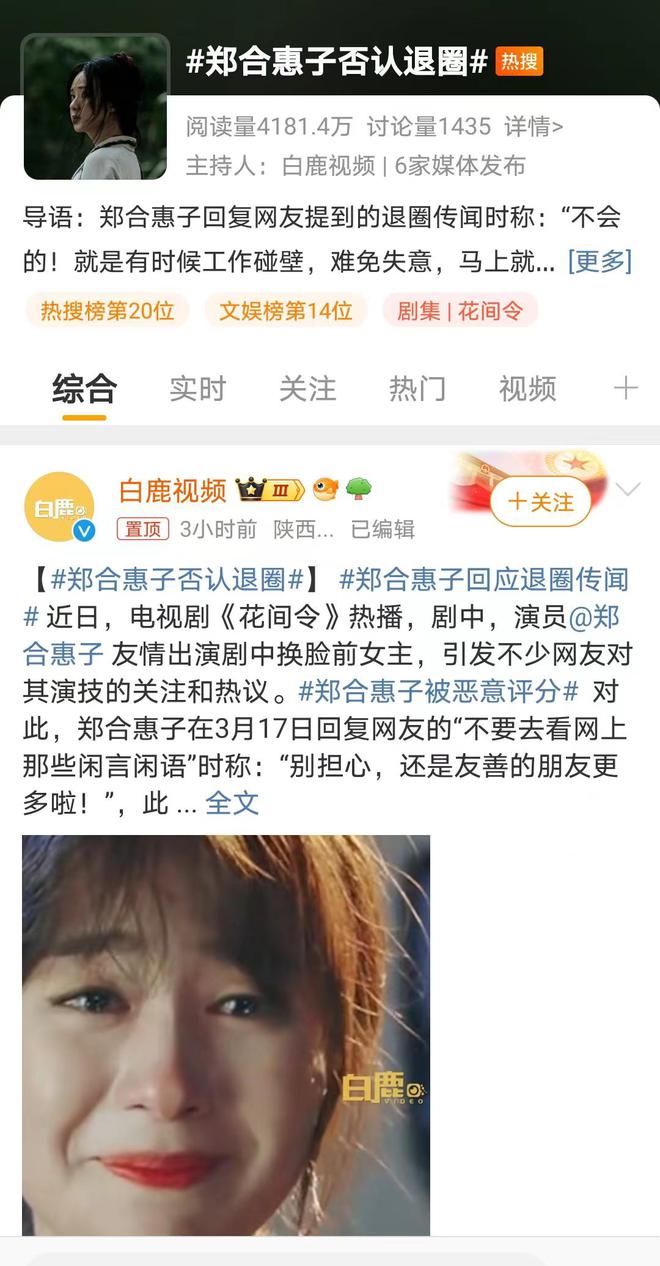 #郑合惠子否认退圈# 热搜
阅读量4181.4万 讨论量1435 详情>
主持人：白鹿视频 | 6家媒体发布
导语：郑合惠子回复网友提到的退圈传闻时称：“不会
的！就是有时候工作碰壁，难免失意，马上就... [更多]
热搜榜第20位 文娱榜第14位 剧集 | 花间令
综合 实时 关注 热门 视频
白鹿
白鹿视频 III
+关注
置顶 3小时前 陕西... 已编辑
【#郑合惠子否认退圈#】 #郑合惠子回应退圈传闻
# 近日，电视剧《花间令》热播，剧中，演员@郑
合惠子 友情出演剧中换脸前女主，引发不少网友对
其演技的关注和热议。#郑合惠子被恶意评分# 对
此，郑合惠子在3月17日回复网友的“不要去看网上
那些闲言闲语”时称：“别担心，还是友善的朋友更
多啦！”，此 ... 全文
白鹿
VIDEO